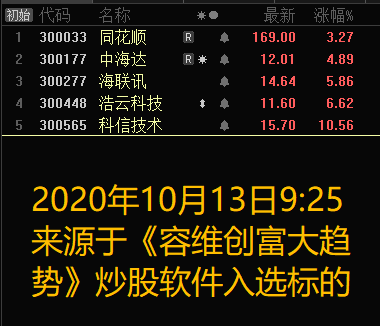 初始 代码 名称 最新 涨幅%
1 300033 同花顺 R 169.00 3.27
2 300177 中海达 R 12.01 4.89
3 300277 海联讯 14.64 5.86
4 300448 浩云科技 11.60 6.62
5 300565 科信技术 15.70 10.56
2020年10月13日9:25
来源于《容维创富大趋
势》炒股软件入选标的